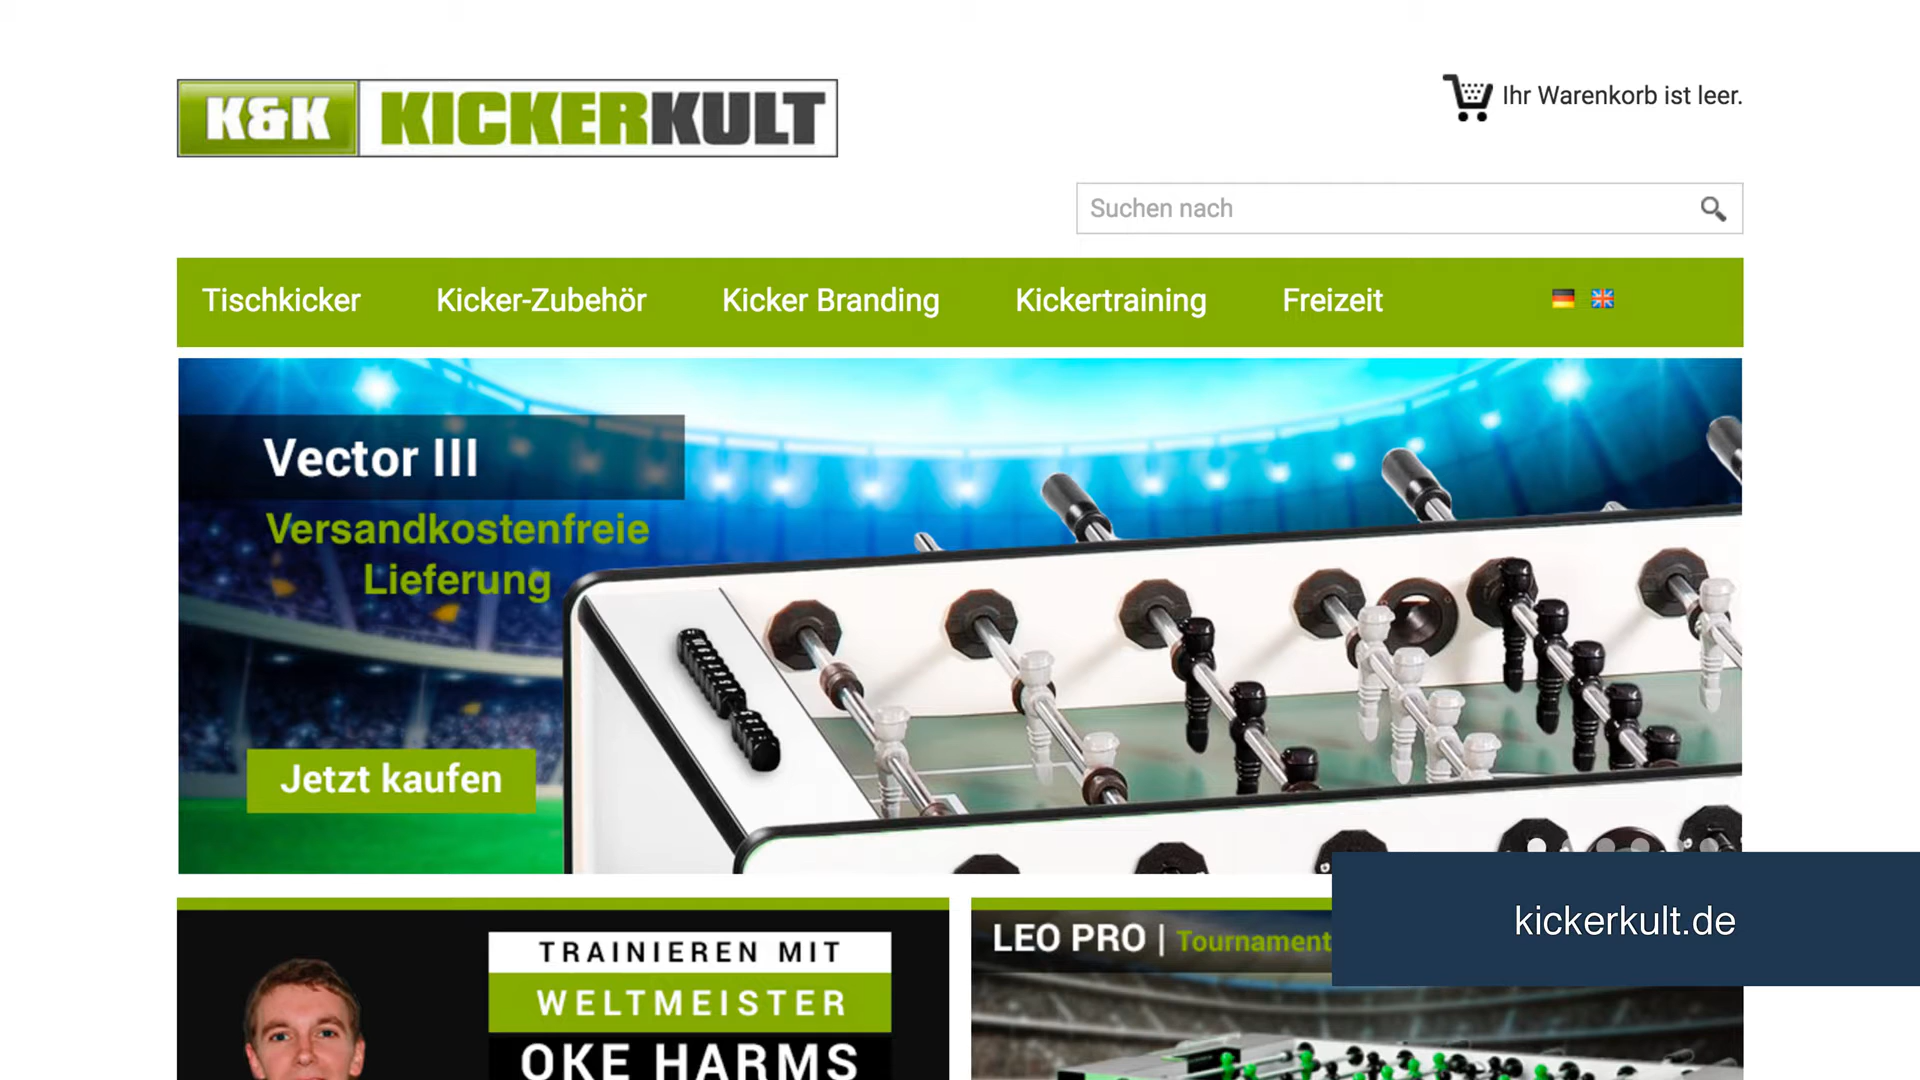 K&K KICKERKULT
Ihr Warenkorb ist leer.
Suchen nach
Tischkicker Kicker-Zubehör Kicker Branding Kickertraining Freizeit
Vector III
Versandkostenfreie
Lieferung
Jetzt kaufen
kickerkult.de
TRAINIEREN MIT
WELTMEISTER
OKE HARMS
LEO PRO | Tournament